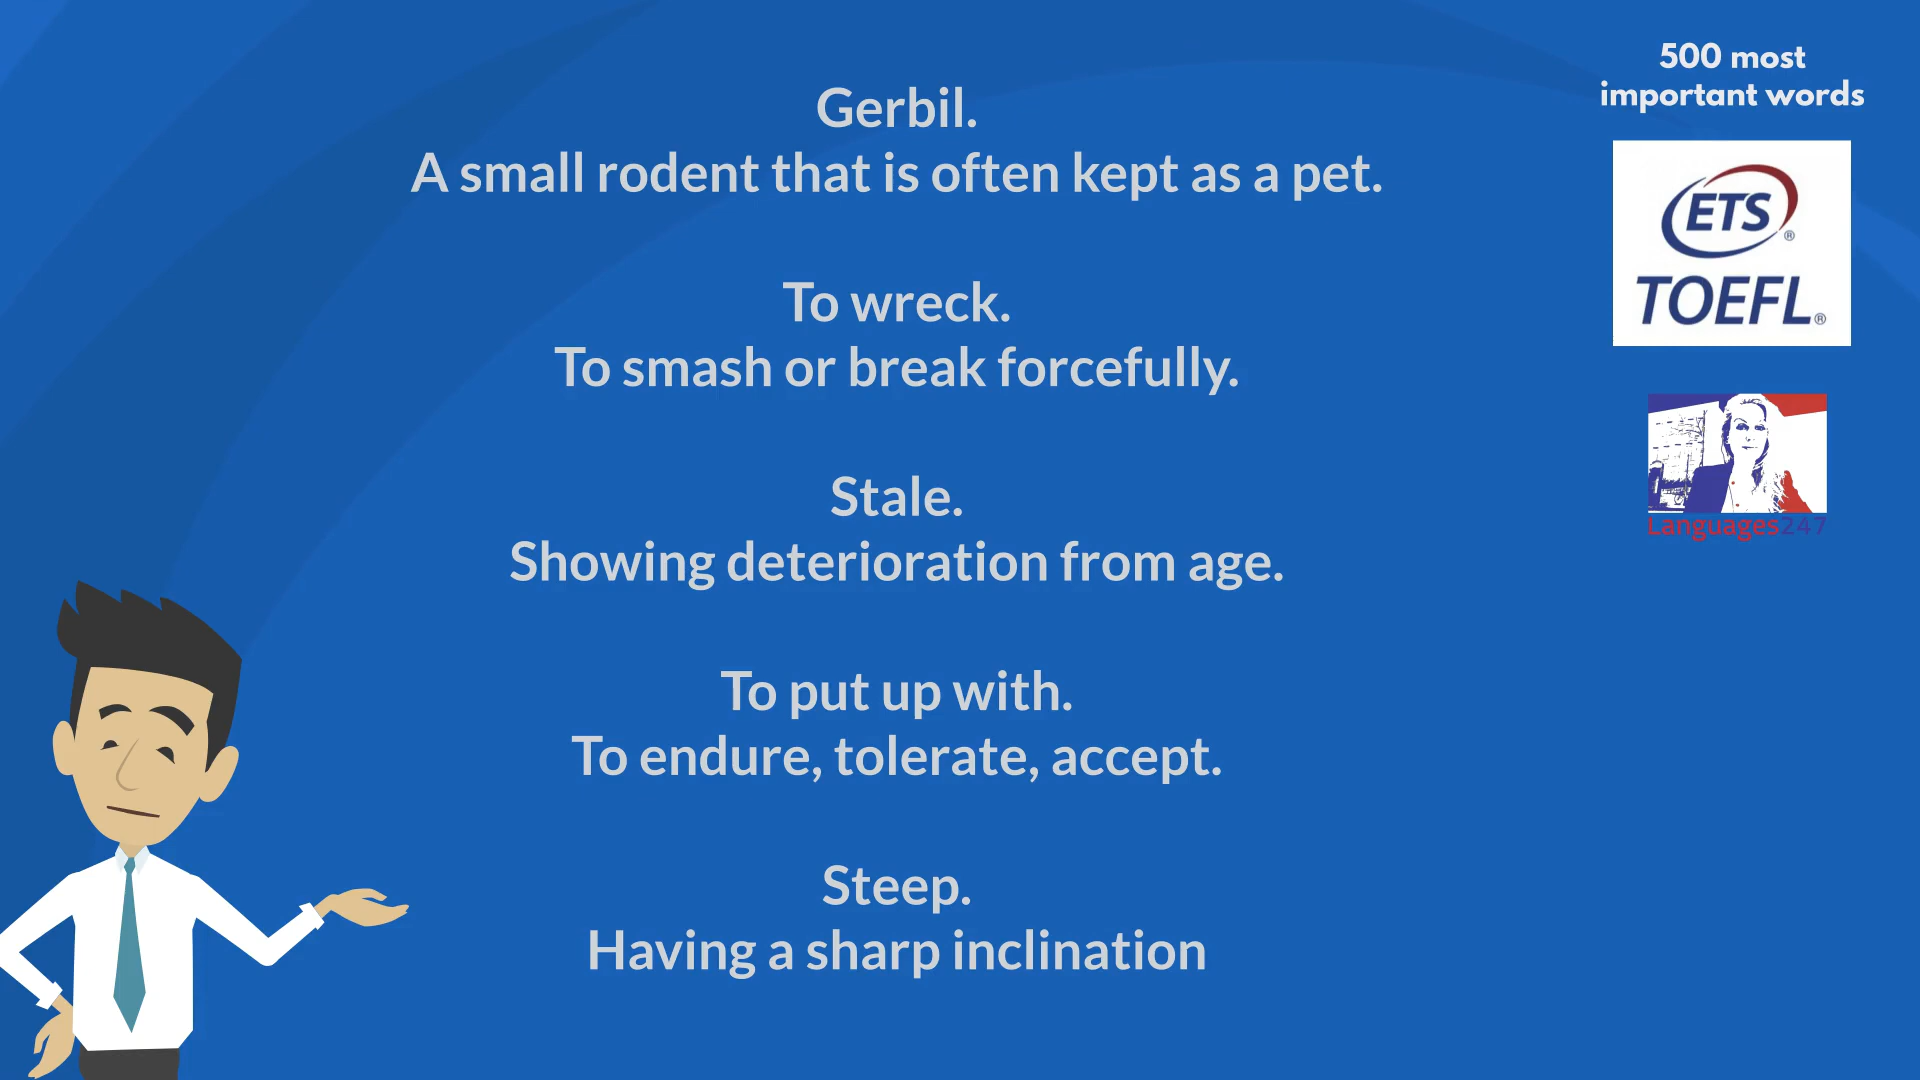 Gerbil.
A small rodent that is often kept as a pet.
To wreck.
To smash or break forcefully.
Stale.
Showing deterioration from age.
To put up with.
To endure, tolerate, accept.
Steep.
Having a sharp inclination
500 most
important words
ETS®
TOEFL®
Languages247